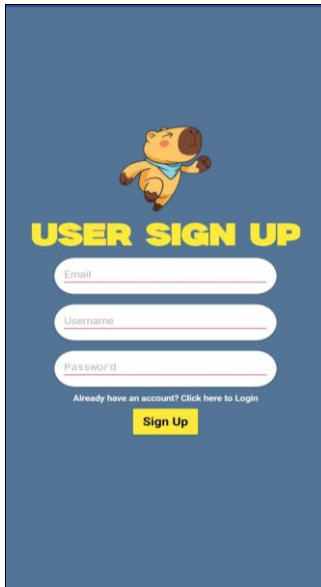 USER SIGN UP
Email
Username
Password
Already have an account? Click here to Login
Sign Up